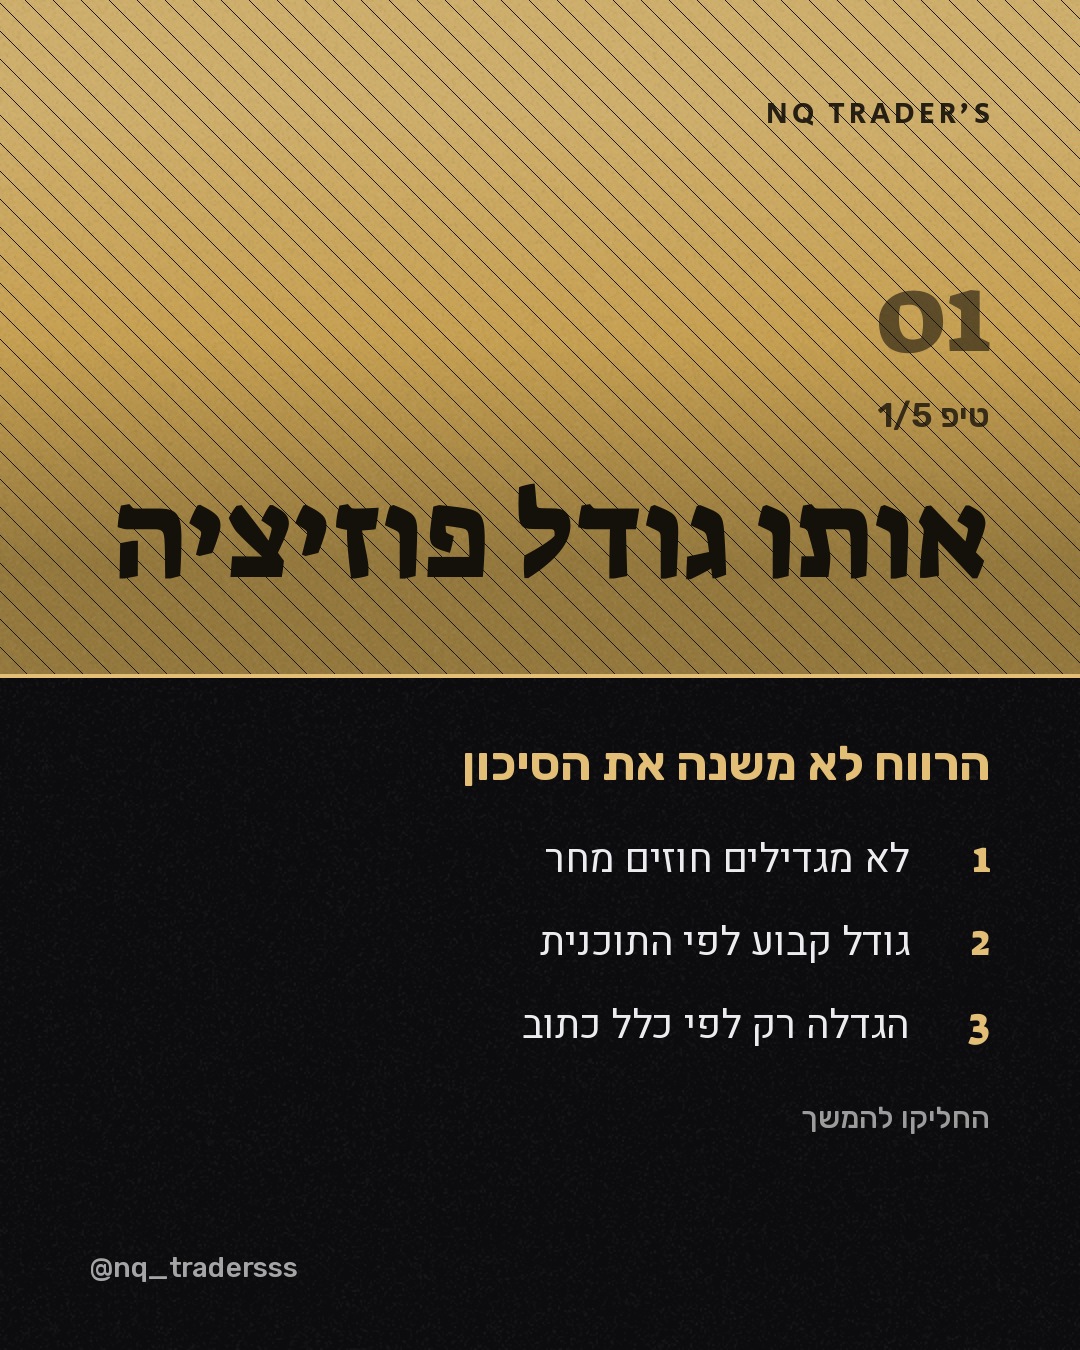 NQ TRADER’S
01
טיפ 1/5
אותו גודל פוזיציה
הרווח לא משנה את הסיכון
1 לא מגדילים חוזים מחר
2 גודל קבוע לפי התוכנית
3 הגדלה רק לפי כלל כתוב
החליקו להמשך
@nq_tradersss